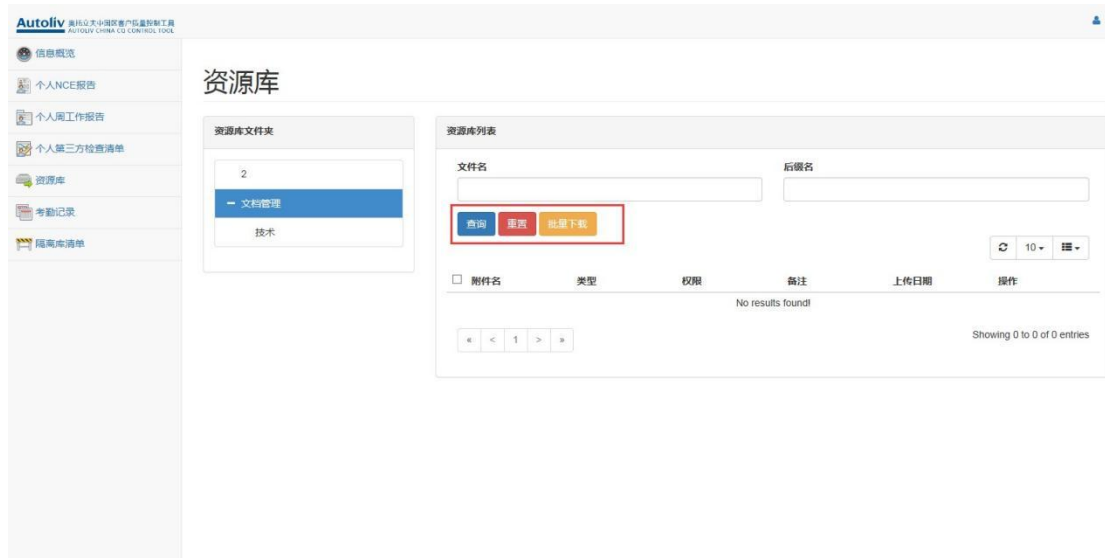 Autoliv 奥托立夫中国区客户质量控制工具
AUTOLIV CHINA CU CONTROL TOOL
信息概览
个人NCE报告
个人周工作报告
个人第三方检查清单
资源库
考勤记录
隔离库清单
资源库
资源库文件夹
2
文档管理
技术
资源库列表
文件名
后缀名
查询 重置 批量下载
10
附件名 类型 权限 备注 上传日期 操作
No results found!
« < 1 > »
Showing 0 to 0 of 0 entries